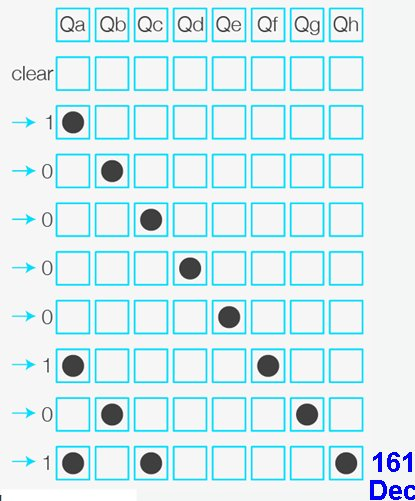 Qa Qb Qc Qd Qe Qf Qg Qh
clear
→ 1
→ 0
→ 0
→ 0
→ 0
→ 1
→ 0
→ 1 161
Dec